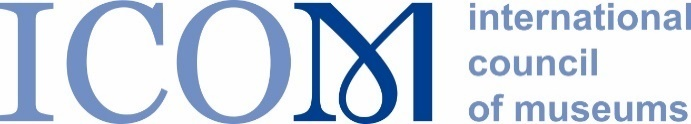 ICOM
international
council
of museums